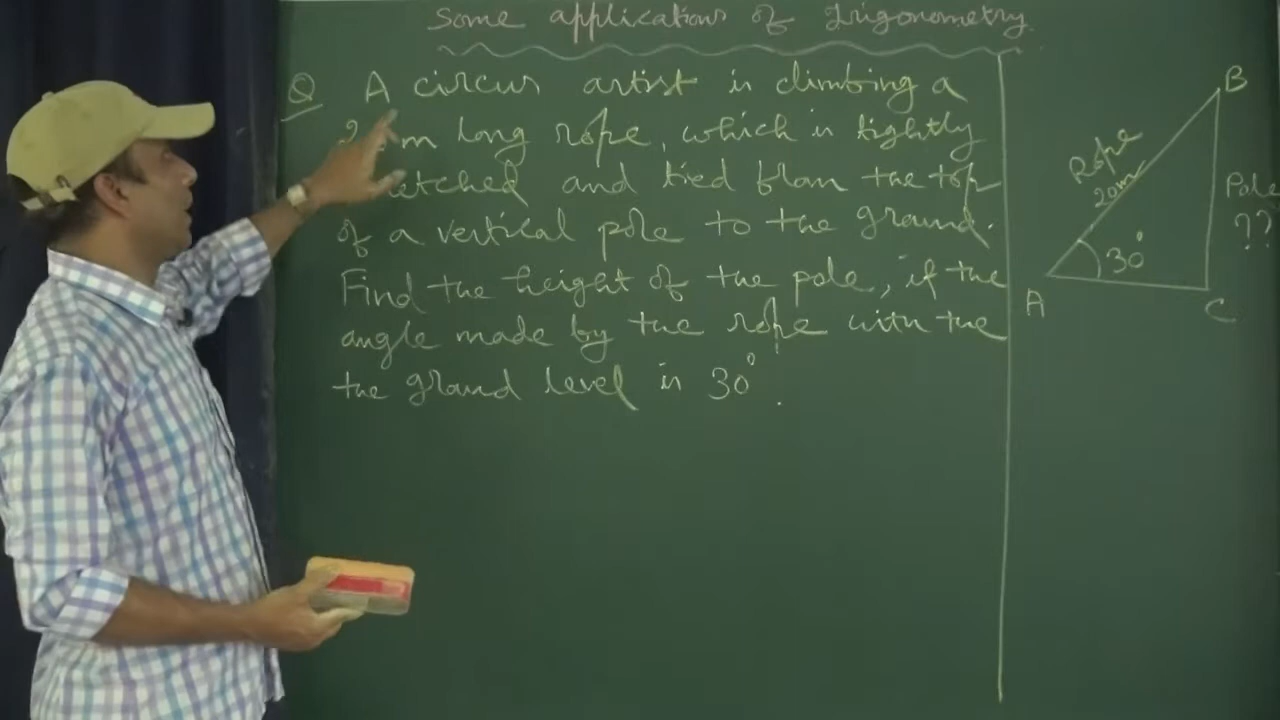 Some applications of trigonometry
Q A circus artist is climbing a
m long rope, which is tightly
etched and tied from the top
of a vertical pole to the ground.
Find the height of the pole, if the
angle made by the rope with the
the ground level is 30°.
B
Rope
20m
Pole
??
30°
A
C